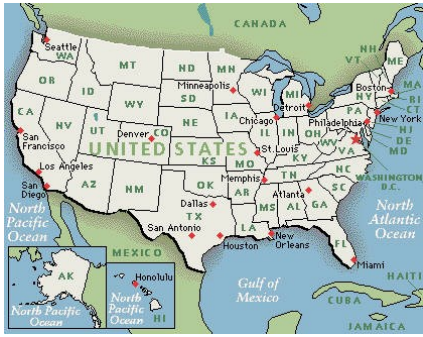 CANADA
Seattle
WA
MT
ND
MN
OR
ID
WY
SD
Minneapolis
WI
MI
NH
VT
ME
NY
MA
Boston
RI
CT
Detroit
Chicago
PA
New York
Philadelphia
NJ
DE
MD
WASHINGTON
D.C.
CA
NV
UT
Denver
CO
NE
IA
IL
IN
OH
WV
VA
UNITED STATES
San
Francisco
KS
MO
St.Louis
KY
NC
Los Angeles
San
Diego
AZ
NM
OK
AR
Memphis
TN
SC
Atlanta
GA
MS
AL
Dallas
TX
LA
San Antonio
Houston
New
Orleans
FL
Miami
North
Pacific
Ocean
North
Atlantic
Ocean
MEXICO
Gulf of
Mexico
CUBA
HAITI
JAMAICA
AK
North Pacific
Ocean
Honolulu
North
Pacific
Ocean
HI